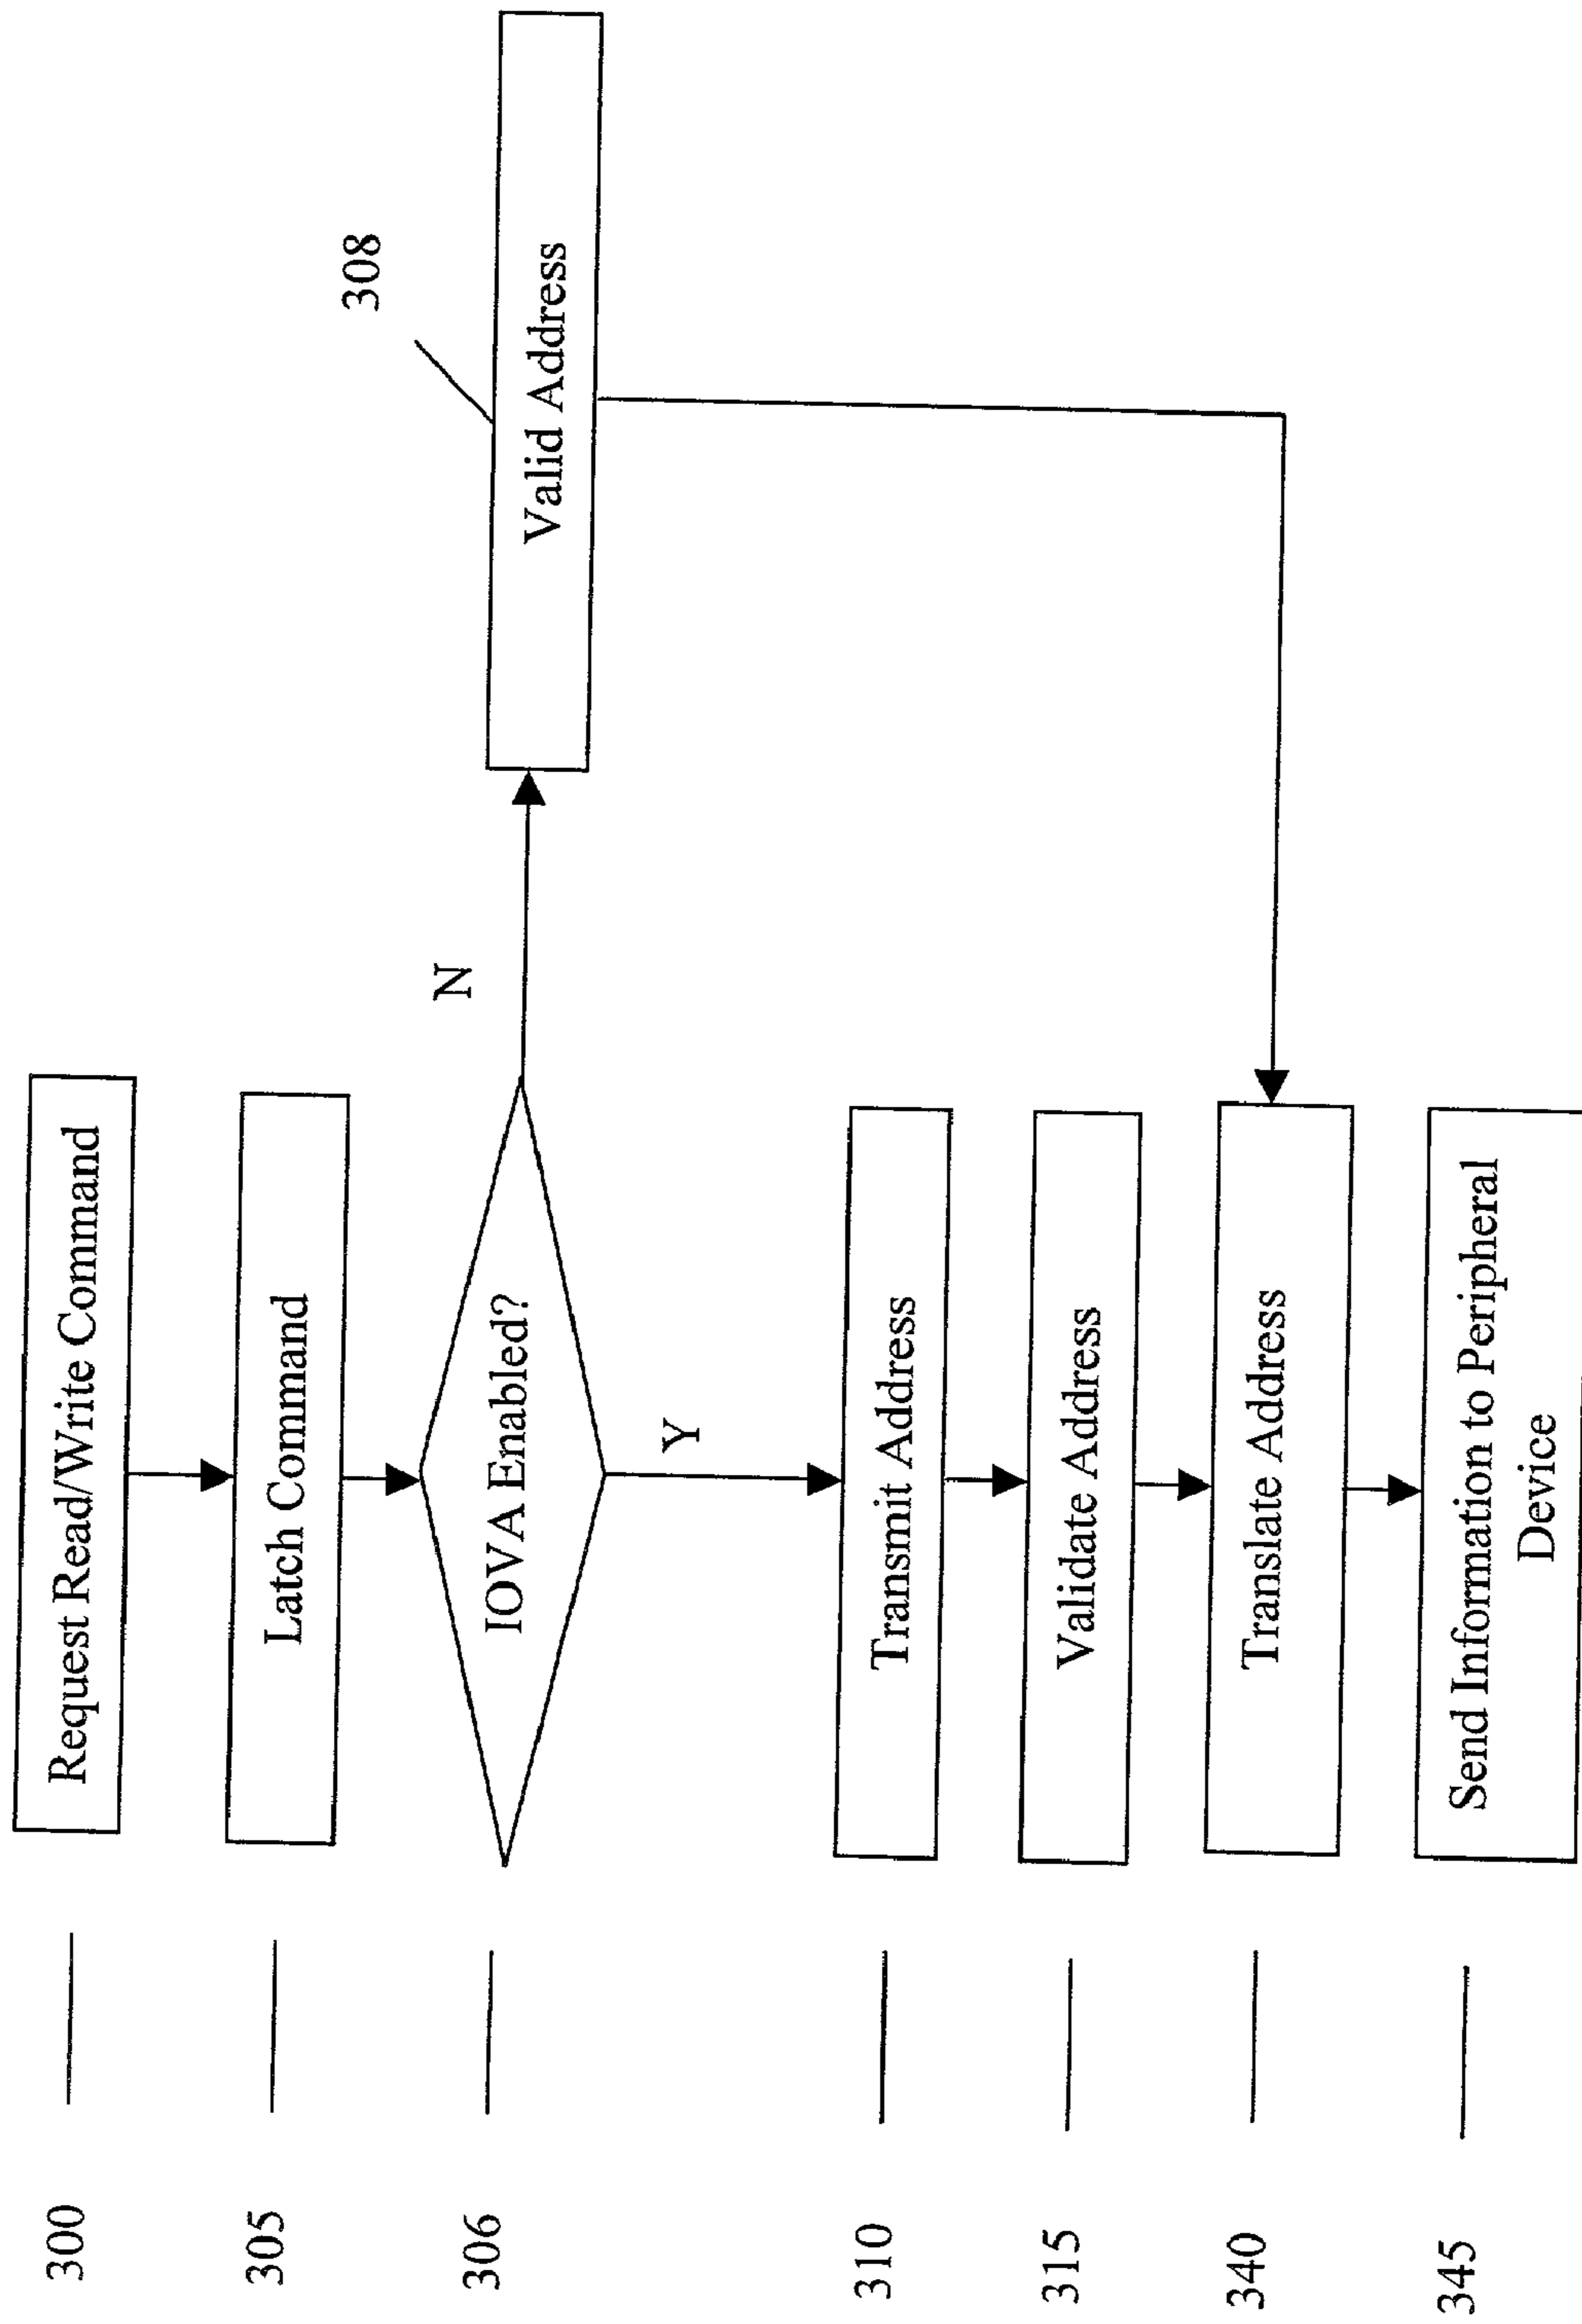 300
Request Read/Write Command
305
Latch Command
306
IOVA Enabled?
N
308
Valid Address
Y
310
Transmit Address
315
Validate Address
340
Translate Address
345
Send Information to Peripheral
Device